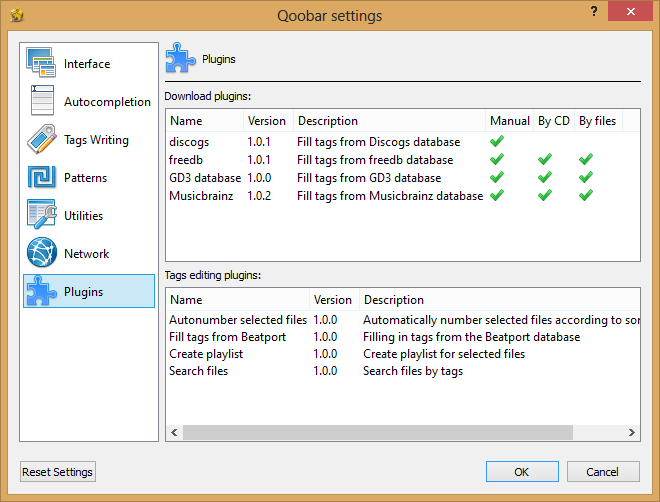 Qoobar settings
?
Interface
Autocompletion
Tags Writing
Patterns
Utilities
Network
Plugins
Plugins
Download plugins:
Name Version Description Manual By CD By files
discogs 1.0.1 Fill tags from Discogs database
freedb 1.0.1 Fill tags from freedb database
GD3 database 1.0.0 Fill tags from GD3 database
Musicbrainz 1.0.2 Fill tags from Musicbrainz database
Tags editing plugins:
Name Version Description
Autonumber selected files 1.0.0 Automatically number selected files according to
Fill tags from Beatport 1.0.0 Filling in tags from the Beatport database
Create playlist 1.0.0 Create playlist for selected files
Search files 1.0.0 Search files by tags
Reset Settings OK Cancel